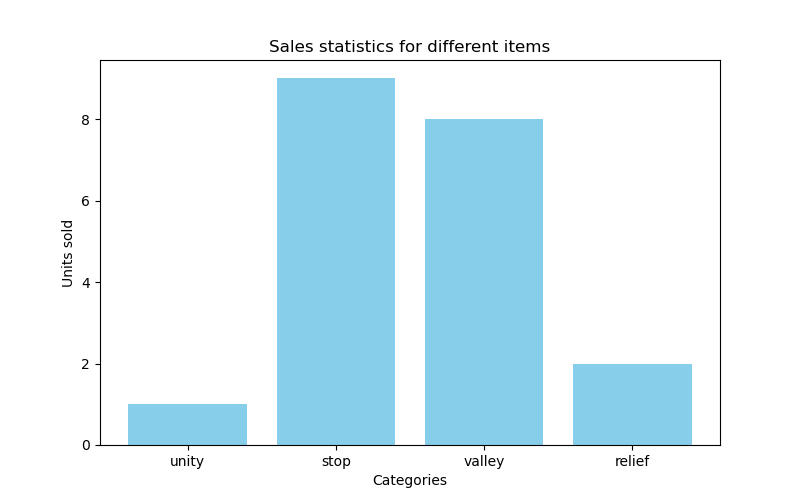 Sales statistics for different items
Units sold
8
6
4
2
0
unity stop valley relief
Categories